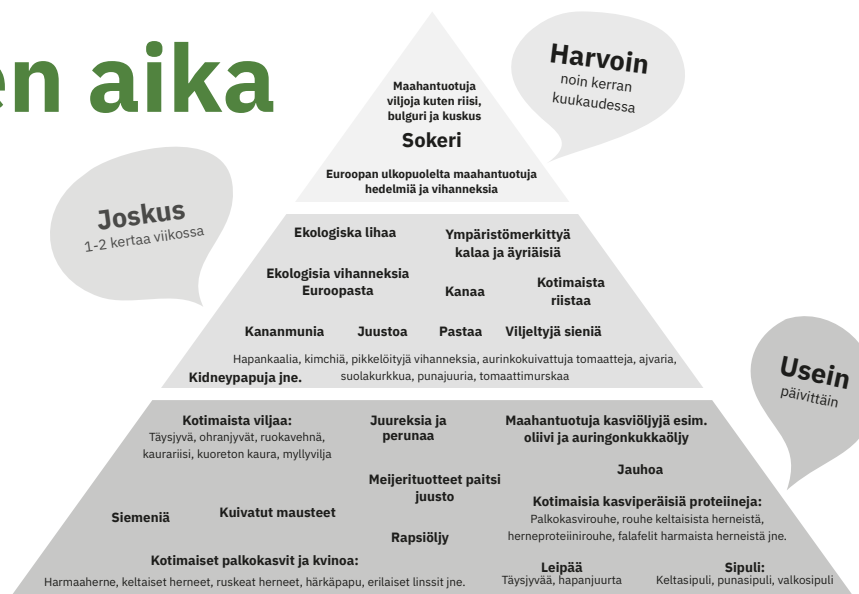 en aika
Harvoin
noin kerran
kuukaudessa
Maahantuotuja
viljoja kuten riisi,
bulguri ja kuskus
Sokeri
Euroopan ulkopuolelta maahantuotuja
hedelmiä ja vihanneksia
Joskus
1-2 kertaa viikossa
Ekologiska lihaa
Ympäristömerkittyä
kalaa ja äyriäisiä
Ekologisia vihanneksia
Euroopasta
Kanaa
Kotimaista
riistaa
Kananmunia
Juustoa
Pastaa
Viljeltyjä sieniä
Hapankaalia, kimchiä, pikkelöityjä vihanneksia, aurinkokuivattuja tomaatteja, ajvaria,
Kidneypapuja jne.
suolakurkkua, punajuuria, tomaattimurskaa
Usein
päivittäin
Kotimaista viljaa:
Täysjyvä, ohranjyvät, ruokavehnä,
kaurariisi, kuoreton kaura, myllyvilja
Juureksia ja
perunaa
Maahantuotuja kasviöljyjä esim.
oliivi ja auringonkukkaöljy
Jauhoa
Meijerituotteet paitsi
juusto
Kotimaisia kasviperäisiä proteiineja:
Palkokasvirouhe, rouhe keltaisista herneistä,
herneproteiinirouhe, falafelit harmaista herneistä jne.
Siemeniä
Kuivatut mausteet
Rapsiöljy
Kotimaiset palkokasvit ja kvinoa:
Harmaaherne, keltaiset herneet, ruskeat herneet, härkäpapu, erilaiset linssit jne.
Leipää
Täysjyvää, hapanjuurta
Sipuli:
Keltasipuli, punasipuli, valkosipuli